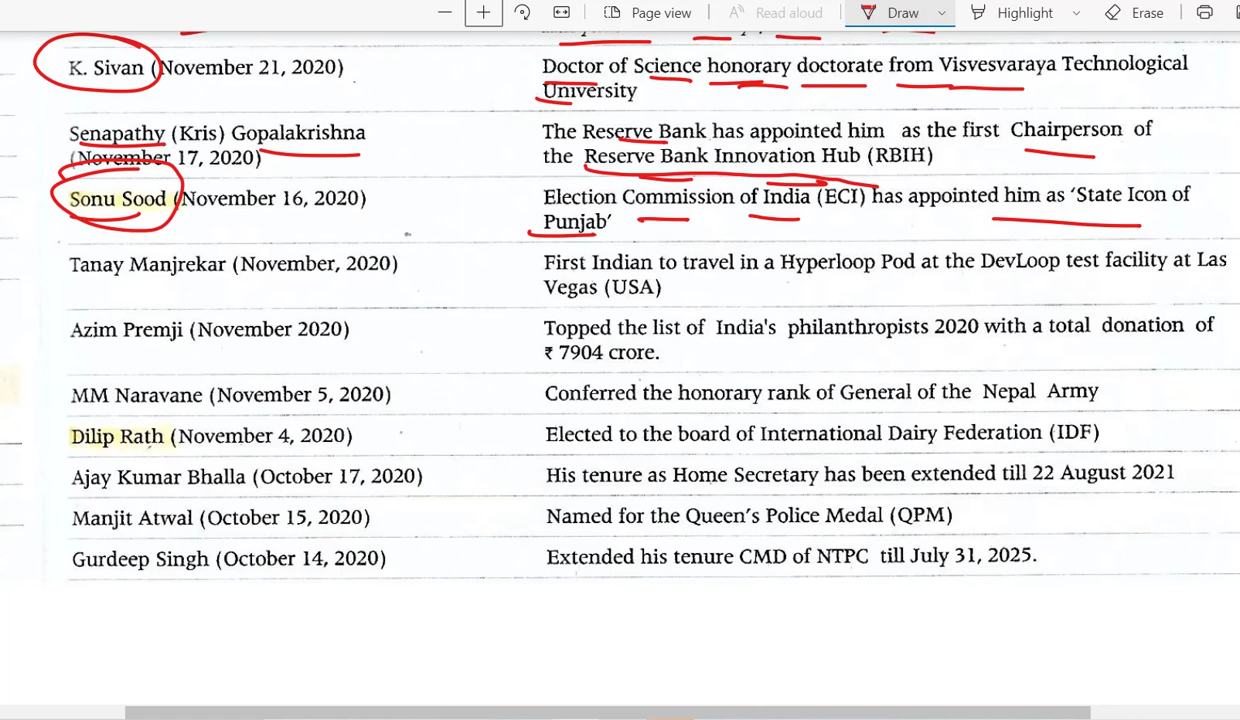 Page view
Read aloud
Draw
Highlight
Erase
K. Sivan (November 21, 2020)
Doctor of Science honorary doctorate from Visvesvaraya Technological
University
Senapathy (Kris) Gopalakrishna
(November 17, 2020)
The Reserve Bank has appointed him as the first Chairperson of
the Reserve Bank Innovation Hub (RBIH)
Sonu Sood (November 16, 2020)
Election Commission of India (ECI) has appointed him as ‘State Icon of
Punjab’
Tanay Manjrekar (November, 2020)
First Indian to travel in a Hyperloop Pod at the DevLoop test facility at Las
Vegas (USA)
Azim Premji (November 2020)
Topped the list of India's philanthropists 2020 with a total donation of
₹ 7904 crore.
MM Naravane (November 5, 2020)
Conferred the honorary rank of General of the Nepal Army
Dilip Rath (November 4, 2020)
Elected to the board of International Dairy Federation (IDF)
Ajay Kumar Bhalla (October 17, 2020)
His tenure as Home Secretary has been extended till 22 August 2021
Manjit Atwal (October 15, 2020)
Named for the Queen’s Police Medal (QPM)
Gurdeep Singh (October 14, 2020)
Extended his tenure CMD of NTPC till July 31, 2025.